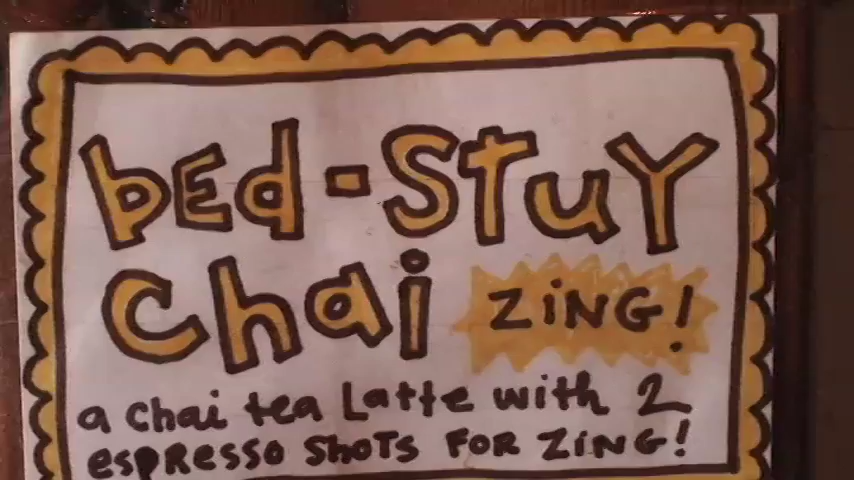 bEd-StuY
Chai ZiNG!
a chai tea Latte with 2
espresso SHoTS FOR ZiNG!